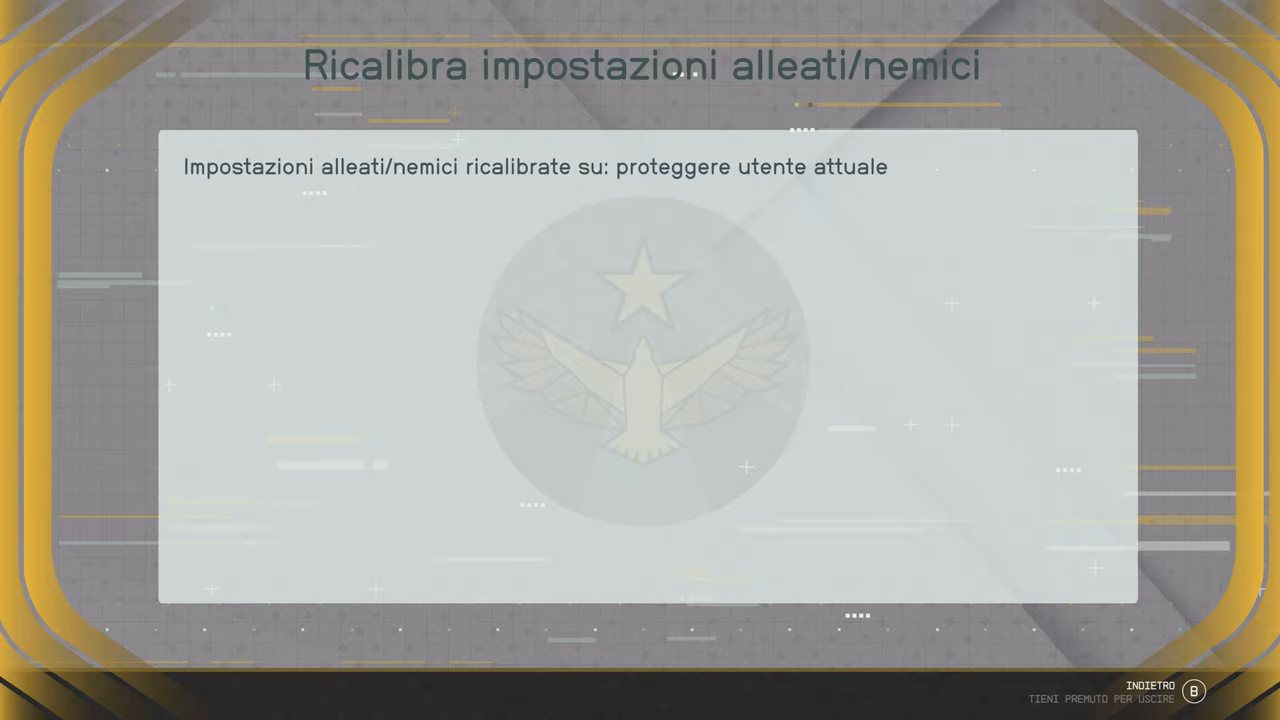 Ricalibra impostazioni alleati/nemici
Impostazioni alleati/nemici ricalibrate su: proteggere utente attuale
INDIETRO
TIENI PREMUTO PER USCIRE
B